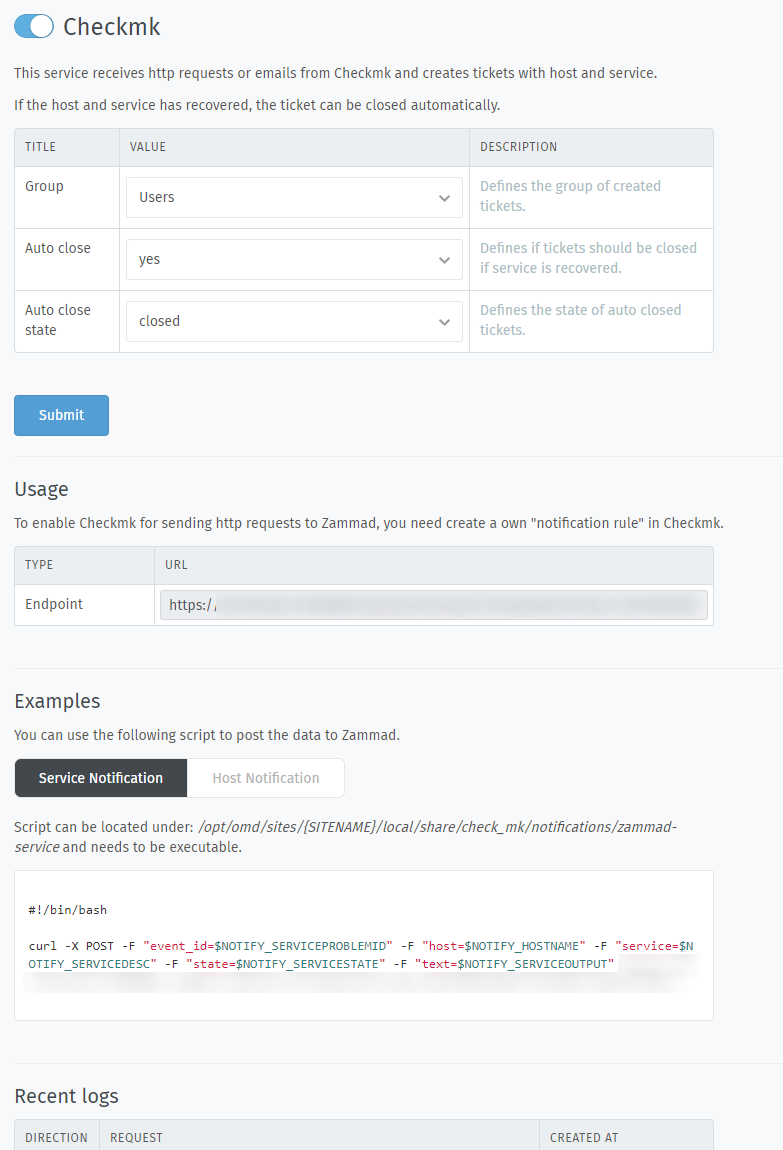 Checkmk
This service receives http requests or emails from Checkmk and creates tickets with host and service.
If the host and service has recovered, the ticket can be closed automatically.
TITLE VALUE DESCRIPTION
Group Users Defines the group of created
tickets.
Auto close yes Defines if tickets should be closed
if service is recovered.
Auto close
state closed Defines the state of auto closed
tickets.
Submit
Usage
To enable Checkmk for sending http requests to Zammad, you need create a own "notification rule" in Checkmk.
TYPE URL
Endpoint https:/
Examples
You can use the following script to post the data to Zammad.
Service Notification Host Notification
Script can be located under: /opt/omd/sites/{SITENAME}/local/share/check_mk/notifications/zammad-
service and needs to be executable.
#!/bin/bash
curl -X POST -F "event_id=$NOTIFY_SERVICEPROBLEMID" -F "host=$NOTIFY_HOSTNAME" -F "service=$N
OTIFY_SERVICEDESC" -F "state=$NOTIFY_SERVICESTATE" -F "text=$NOTIFY_SERVICEOUTPUT"
Recent logs
DIRECTION REQUEST CREATED AT